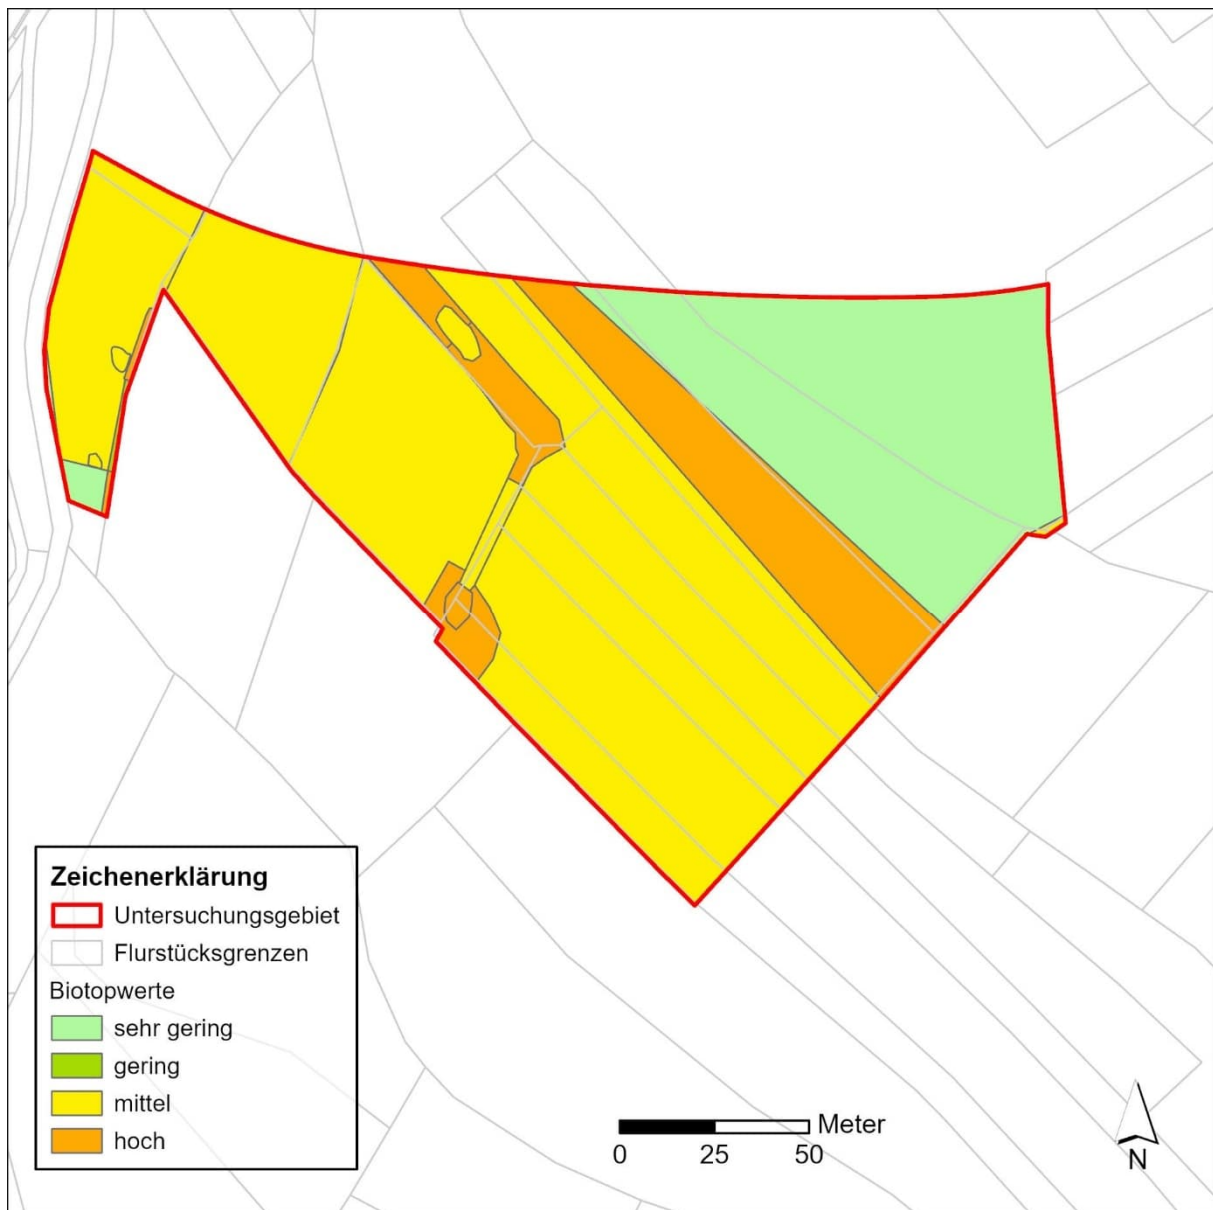 Zeichenerklärung
Untersuchungsgebiet
Flurstücksgrenzen
Biotopwerte
sehr gering
gering
mittel
hoch
Meter
0 25 50
N